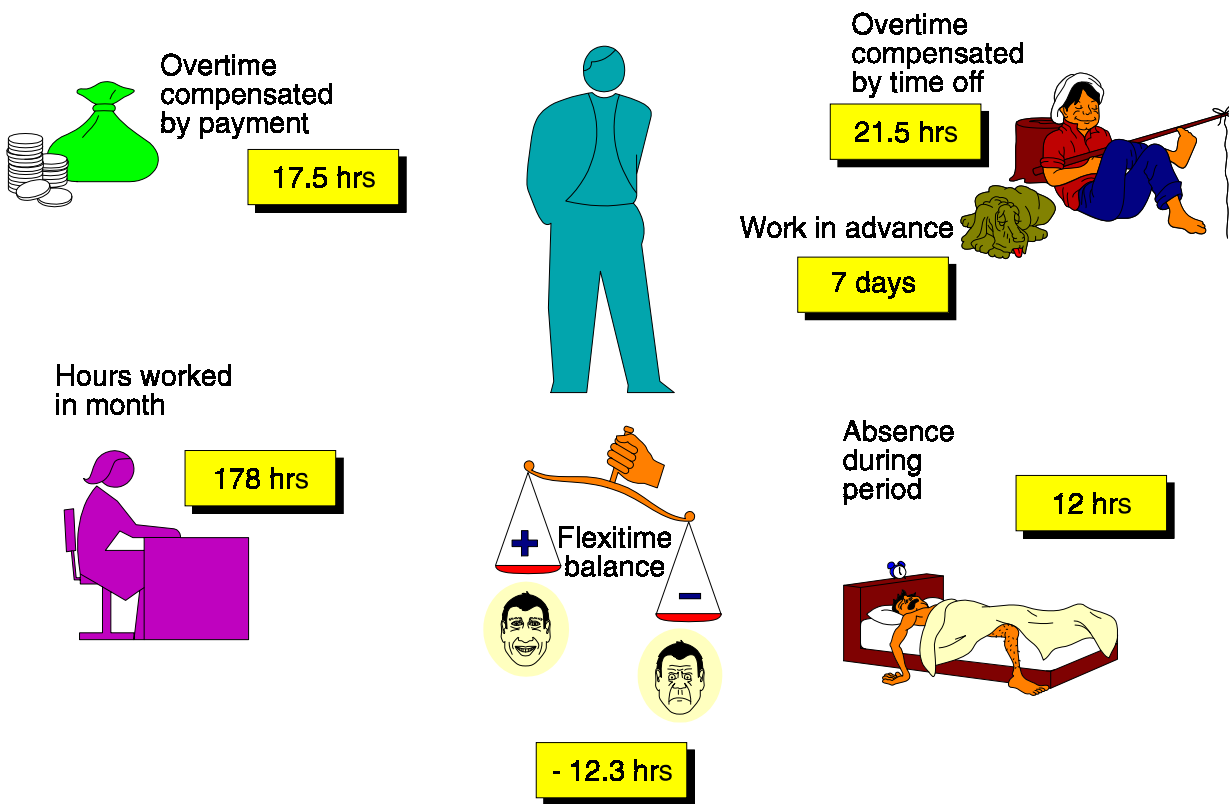 Overtime
compensated
by payment
17.5 hrs
Overtime
compensated
by time off
21.5 hrs
Work in advance
7 days
Hours worked
in month
178 hrs
+
Flexitime
balance
-
- 12.3 hrs
Absence
during
period
12 hrs